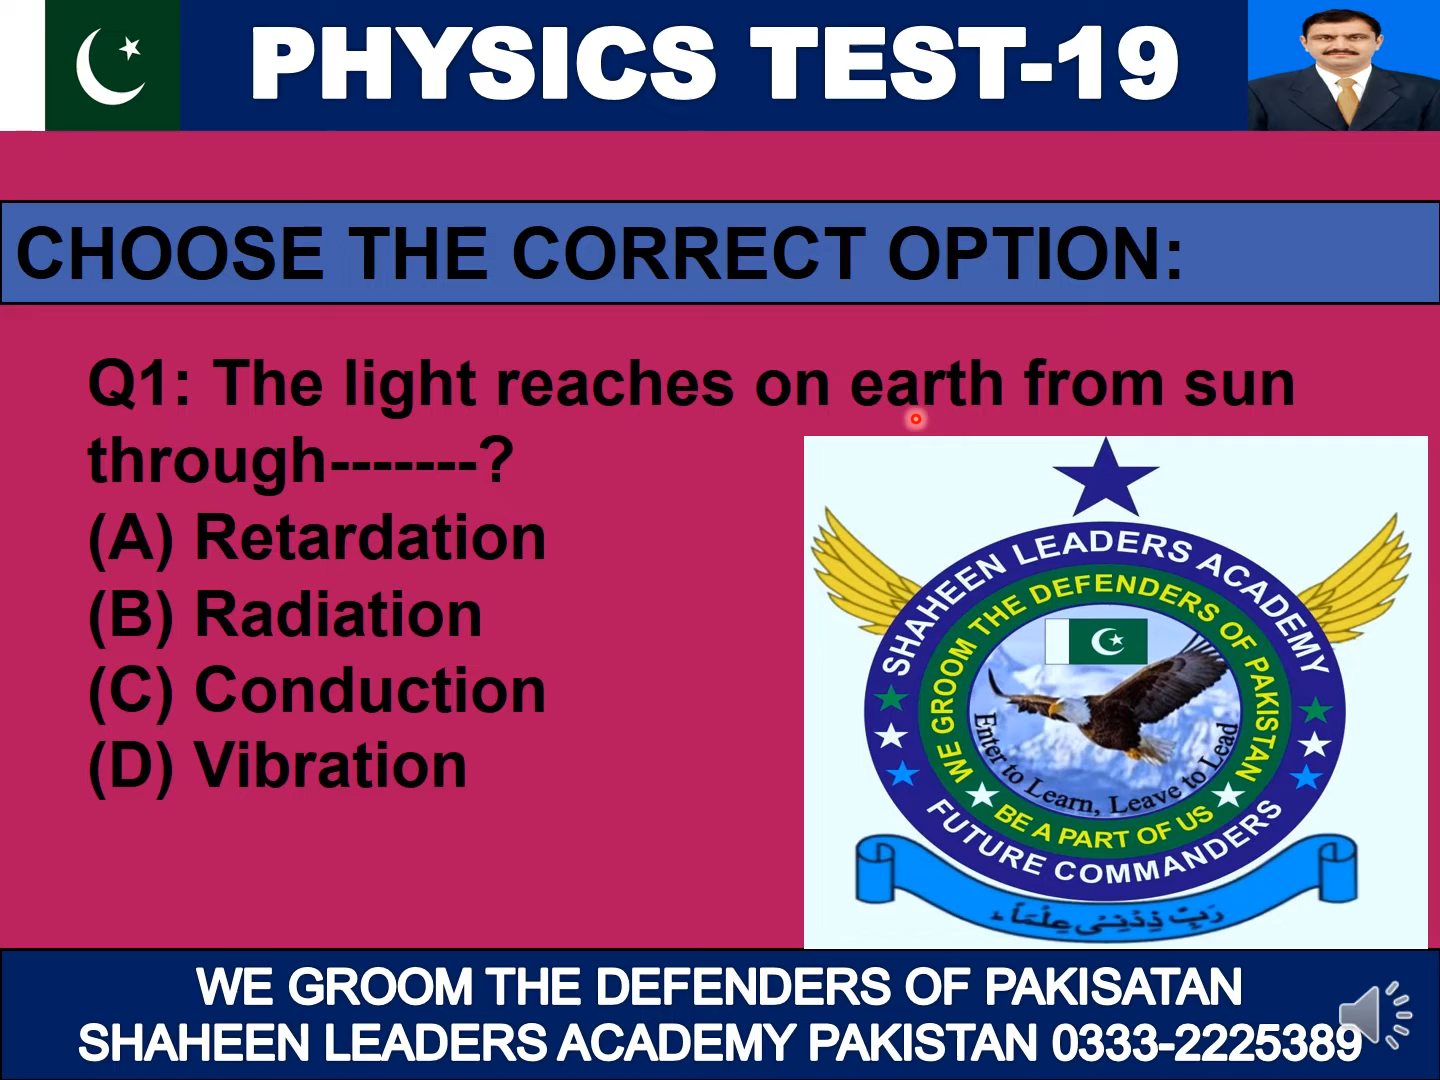 PHYSICS TEST-19
CHOOSE THE CORRECT OPTION:
Q1: The light reaches on earth from sun
through-------?
(A) Retardation
(B) Radiation
(C) Conduction
(D) Vibration
SHAHEEN LEADERS ACADEMY
WE GROOM THE DEFENDERS OF PAKISTAN
Enter to Learn, Leave to Lead
BE A PART OF US
FUTURE COMMANDERS
رَبِّ زِدْنِىْ عِلْمًا
WE GROOM THE DEFENDERS OF PAKISATAN
SHAHEEN LEADERS ACADEMY PAKISTAN 0333-2225389